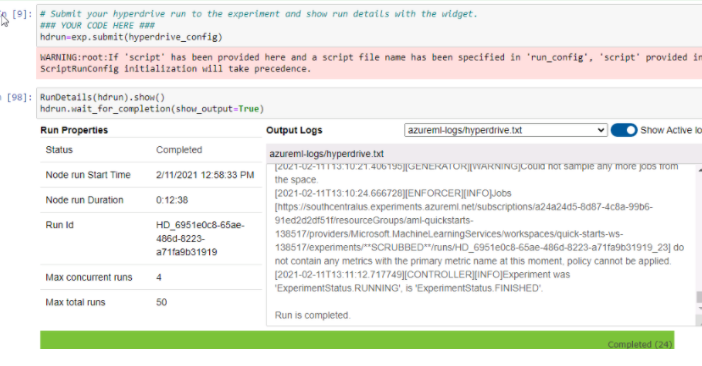 [9]: # Submit your hyperdrive run to the experiment and show run details with the widget.
### YOUR CODE HERE ###
hdrun=exp.submit(hyperdrive_config)
WARNING:root:If 'script' has been provided here and a script file name has been specified in 'run_config', 'script' provided in
ScriptRunConfig initialization will take precedence.
[98]: RunDetails(hdrun).show()
hdrun.wait_for_completion(show_output=True)
Run Properties
Status Completed
Node run Start Time 2/11/2021 12:58:33 PM
Node run Duration 0:12:38
Run Id HD_6951e0c8-65ae-
486d-8223-
a71fa9b31919
Max concurrent runs 4
Max total runs 50
Output Logs azureml-logs/hyperdrive.txt Show Active lo
azureml-logs/hyperdrive.txt
[2021-02-11T13:10:21.406195][GENERATOR][WARNING]Could not sample any more jobs from
the space.
[2021-02-11T13:10:24.666728][ENFORCER][INFO]Jobs
[https://southcentralus.experiments.azureml.net/subscriptions/a24a24d5-8d87-4c8a-99b6-
91ed2d2df51f/resourceGroups/aml-quickstarts-
138517/providers/Microsoft.MachineLearningServices/workspaces/quick-starts-ws-
138517/experiments/**SCRUBBED**/runs/HD_6951e0c8-65ae-486d-8223-a71fa9b31919_23] do
not contain any metrics with the primary metric name at this moment, policy cannot be applied.
[2021-02-11T13:11:12.717749][CONTROLLER][INFO]Experiment was
'ExperimentStatus.RUNNING', is 'ExperimentStatus.FINISHED'.
Run is completed.
Completed (24)